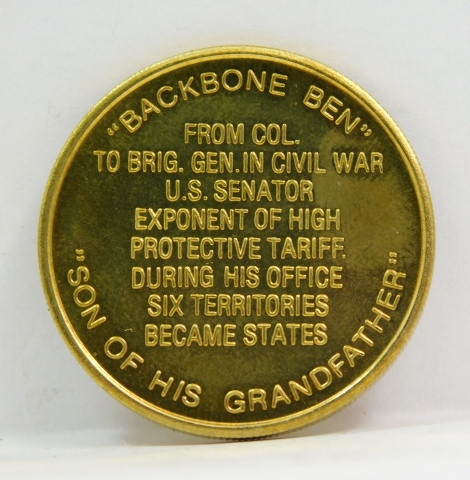 "BACKBONE BEN"
FROM COL.
TO BRIG. GEN. IN CIVIL WAR
U.S. SENATOR
EXPONENT OF HIGH
PROTECTIVE TARIFF.
DURING HIS OFFICE
SIX TERRITORIES
BECAME STATES
"SON OF HIS GRANDFATHER"